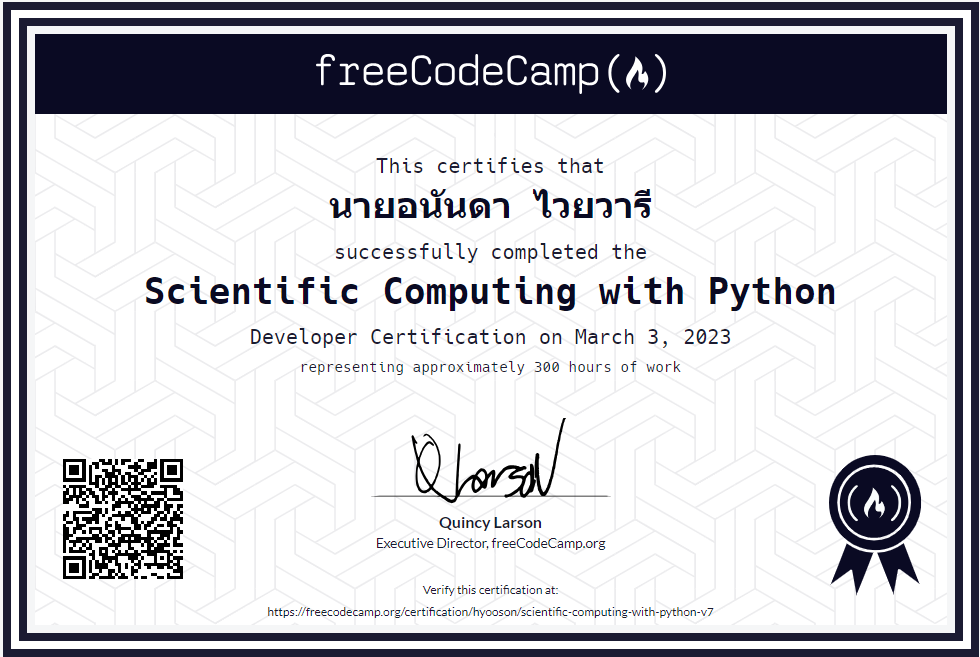 freeCodeCamp
This certifies that
นายอนันดา ไวยวารี
successfully completed the
Scientific Computing with Python
Developer Certification on March 3, 2023
representing approximately 300 hours of work
Q Larson
Quincy Larson
Executive Director, freeCodeCamp.org
Verify this certification at:
https://freecodecamp.org/certification/hyooson/scientific-computing-with-python-v7